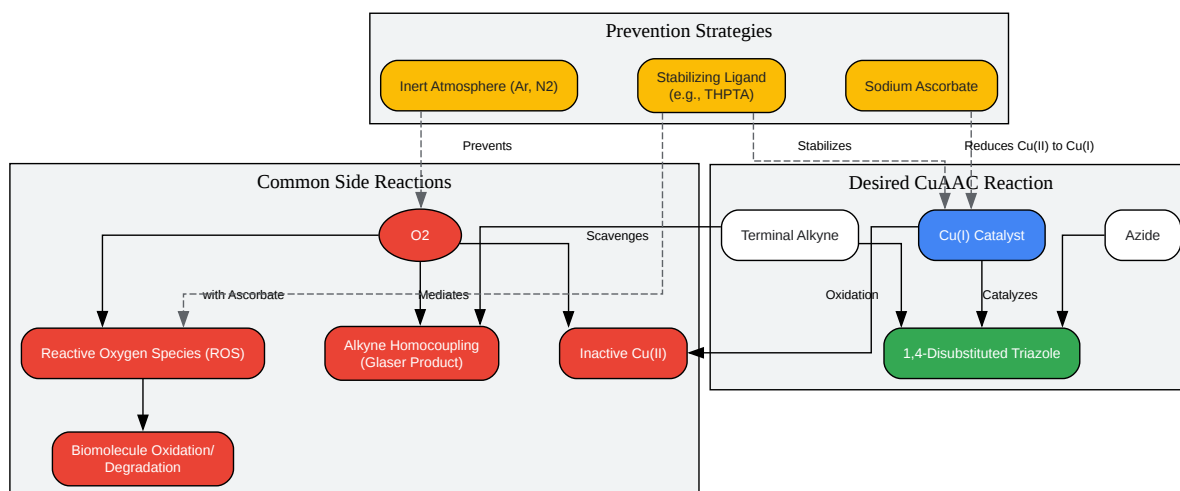 Prevention Strategies
Inert Atmosphere (Ar, N2)
Stabilizing Ligand
(e.g., THPTA)
Sodium Ascorbate
Prevents
Stabilizes
Reduces Cu(II) to Cu(I)
Common Side Reactions
Desired CuAAC Reaction
O2
Scavenges
Terminal Alkyne
Cu(I) Catalyst
Azide
with Ascorbate
Mediates
Oxidation
Catalyzes
Reactive Oxygen Species (ROS)
Alkyne Homocoupling
(Glaser Product)
Inactive Cu(II)
1,4-Disubstituted Triazole
Biomolecule Oxidation/
Degradation